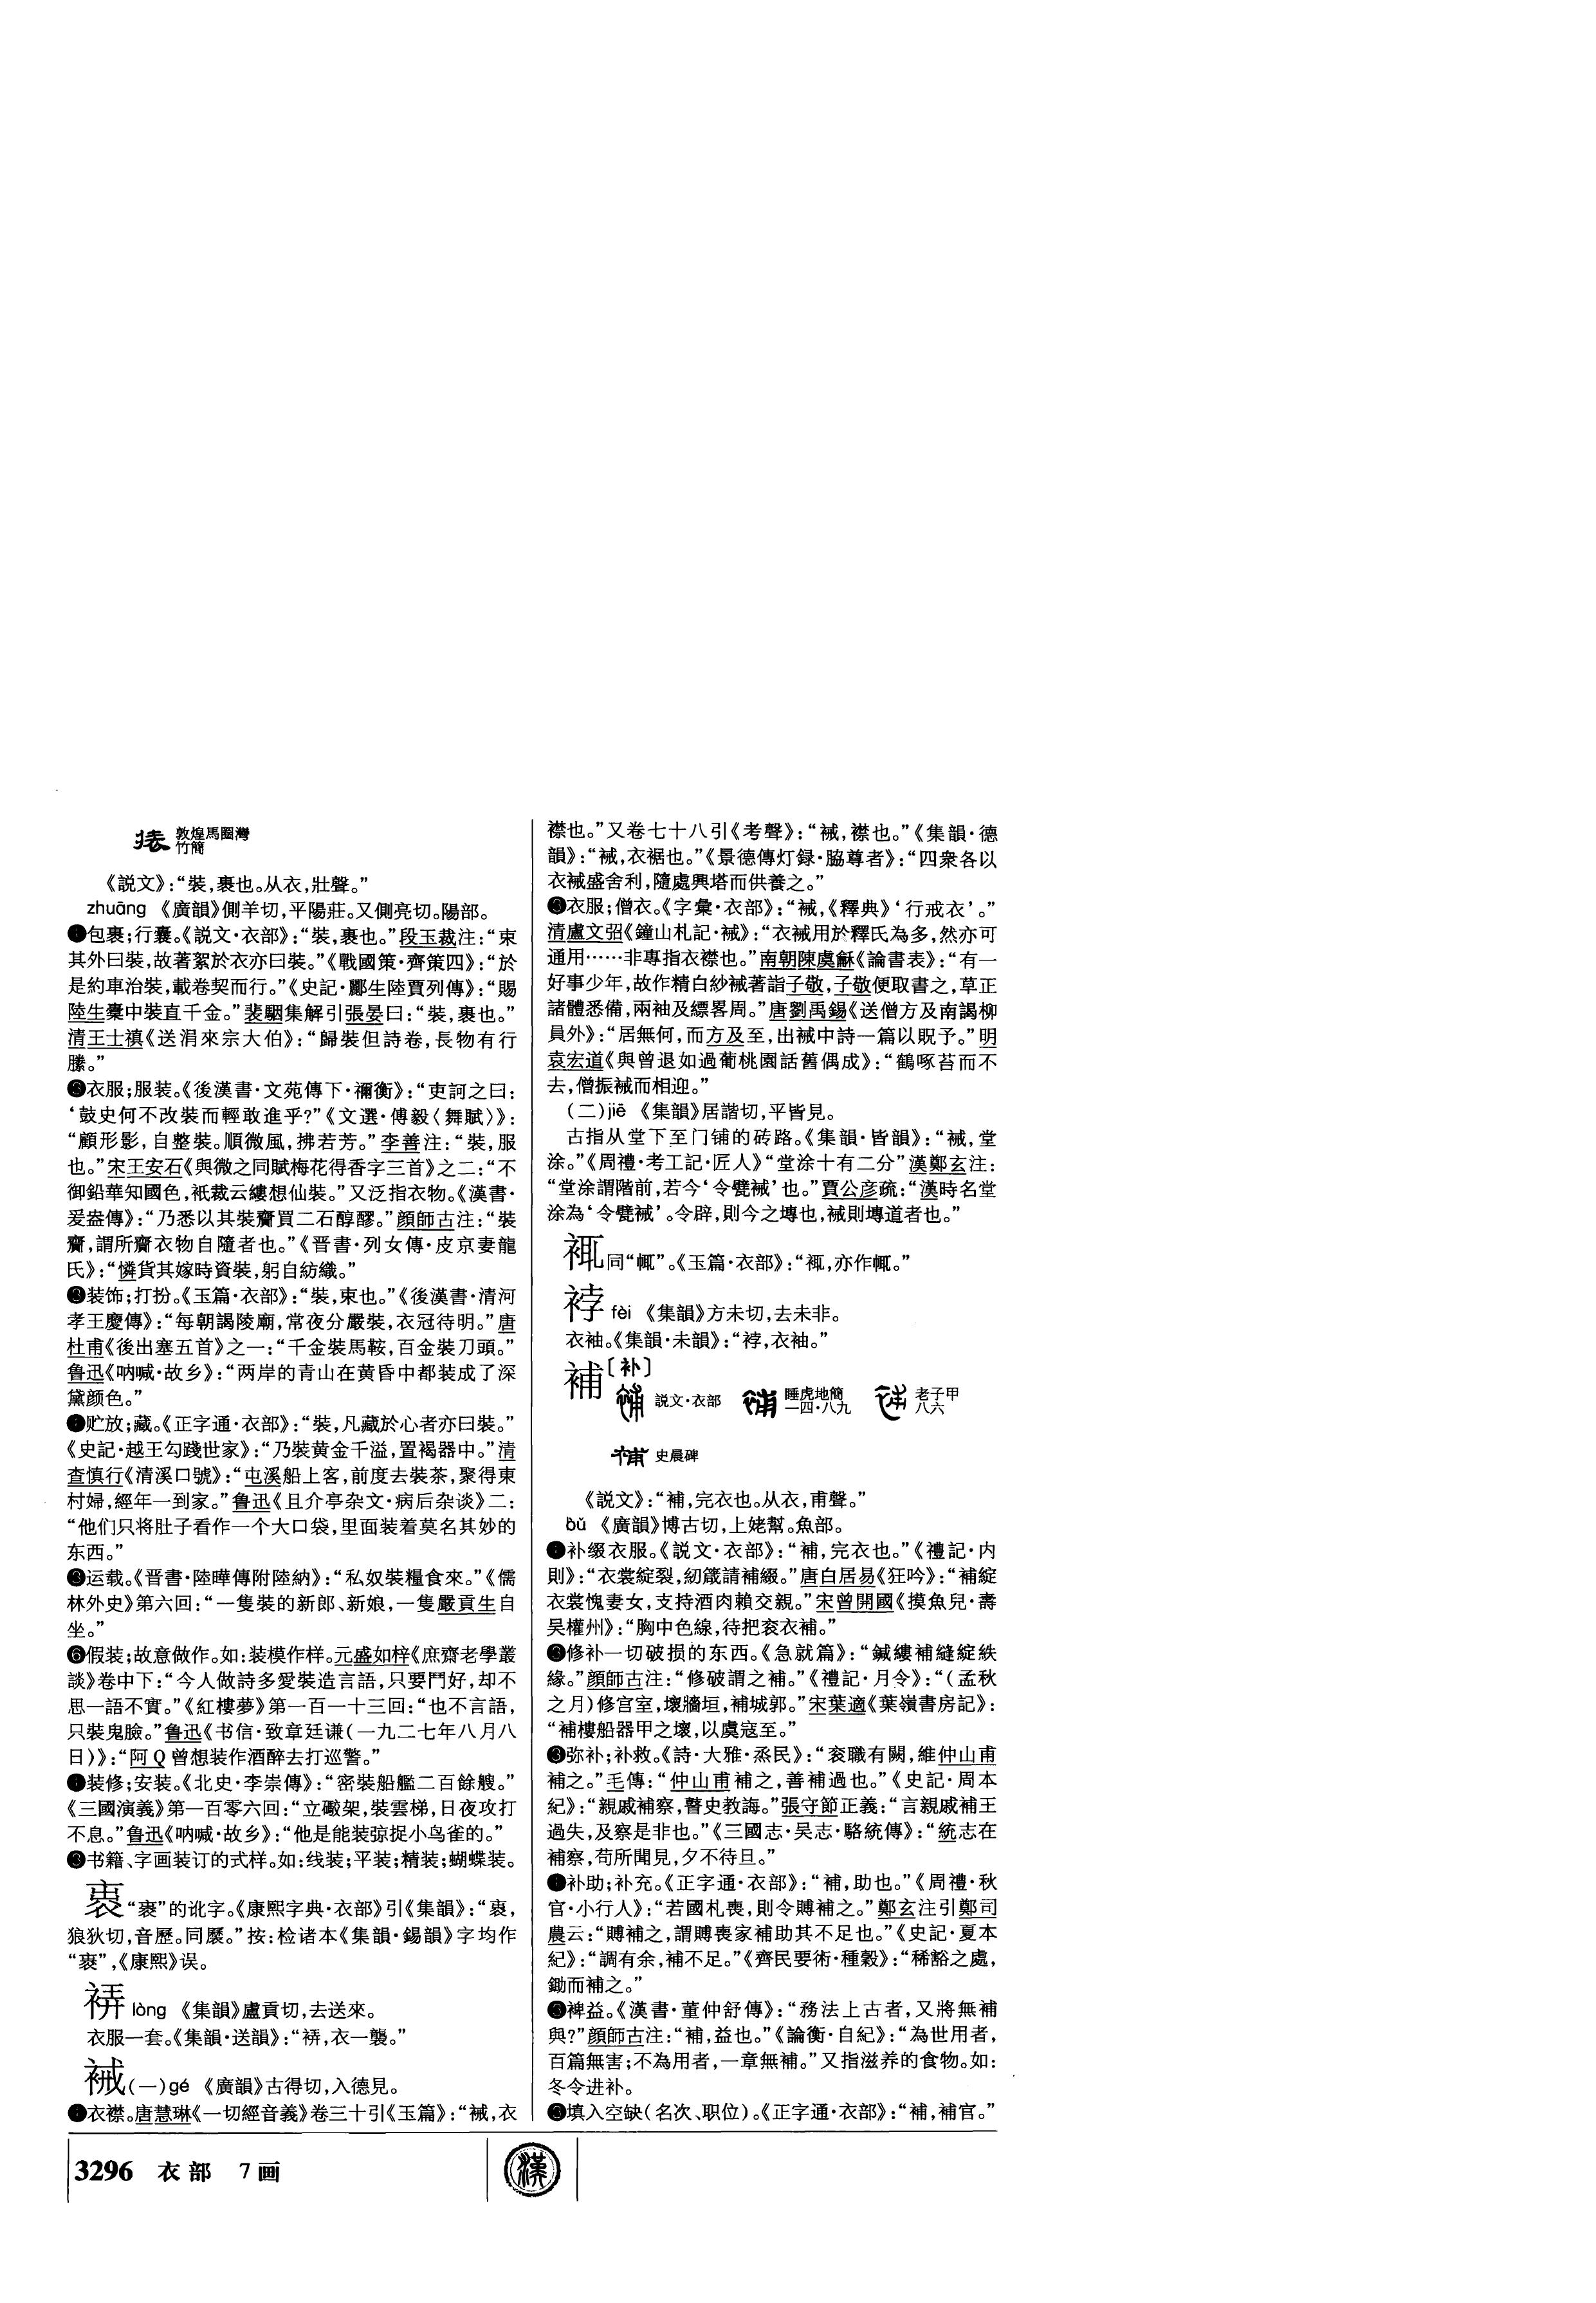 敦煌馬圈灣
竹簡
《説文》：“裝，裹也。从衣，壯聲。”
zhuāng 《廣韻》側羊切，平陽莊。又側亮切。陽部。
❶包裹；行囊。《説文·衣部》：“裝，裹也。”段玉裁注：“束
其外曰裝，故著絮於衣亦曰裝。”《戰國策·齊策四》：“於
是約車治裝，載卷契而行。”《史記·酈生陸賈列傳》：“賜
陸生橐中裝直千金。”裴駰集解引張晏曰：“裝，裹也。”
清王士禛《送涓來宗大伯》：“歸裝但詩卷，長物有行
縢。”
❷衣服；服装。《後漢書·文苑傳下·禰衡》：“吏訶之曰：
‘鼓史何不改裝而輕敢進乎？”《文選·傅毅〈舞賦〉》：
“顧形影，自整裝。順微風，拂若芳。”李善注：“裝，服
也。”宋王安石《與微之同賦梅花得香字三首》之二：“不
御鉛華知國色，衹裁云縷想仙裝。”又泛指衣物。《漢書·
爰盎傳》：“乃悉以其裝齎買二石醇醪。”顔師古注：“裝
齎，謂所齎衣物自隨者也。”《晋書·列女傳·皮京妻龍
氏》：“憐貨其嫁時資裝，躬自紡織。”
❸装饰；打扮。《玉篇·衣部》：“裝，束也。”《後漢書·清河
孝王慶傳》：“每朝謁陵廟，常夜分嚴裝，衣冠待明。”唐
杜甫《後出塞五首》之一：“千金裝馬鞍，百金裝刀頭。”
鲁迅《呐喊·故乡》：“两岸的青山在黄昏中都装成了深
黛颜色。”
❹贮放；藏。《正字通·衣部》：“裝，凡藏於心者亦曰裝。”
《史記·越王勾踐世家》：“乃裝黄金千溢，置褐器中。”清
查慎行《清溪口號》：“屯溪船上客，前度去裝茶，聚得東
村婦，經年一到家。”鲁迅《且介亭杂文·病后杂谈》二：
“他们只将肚子看作一个大口袋，里面装着莫名其妙的
东西。”
❺运载。《晋書·陸曄傳附陸納》：“私奴裝糧食來。”《儒
林外史》第六回：“一隻裝的新郎、新娘，一隻嚴貢生自
坐。”
❻假装；故意做作。如：装模作样。元盛如梓《庶齋老學叢
談》卷中下：“今人做詩多愛裝造言語，只要鬥好，却不
思一語不實。”《紅樓夢》第一百一十三回：“也不言語，
只裝鬼臉。”鲁迅《书信·致章廷谦（一九二七年八月八
日）》：“阿Q曾想装作酒醉去打巡警。”
❼装修；安装。《北史·李崇傳》：“密裝船艦二百餘艘。”
《三國演義》第一百零六回：“立礮架，裝雲梯，日夜攻打
不息。”鲁迅《呐喊·故乡》：“他是能装弶捉小鸟雀的。”
❽书籍、字画装订的式样。如：线装；平装；精装；蝴蝶装。
“裦”的讹字。《康熙字典·衣部》引《集韻》：“
狼狄切，音歷。同㱹。”按：检诸本《集韻·錫韻》字均作
《康熙》误。
lòng 《集韻》盧貢切，去送來。
衣服一套。《集韻·送韻》：“衣一襲。”
裓(一)gé 《廣韻》古得切，入德見。
❶衣襟。唐慧琳《一切經音義》卷三十引《玉篇》：“裓，衣
襟也。”又卷七十八引《考聲》：“裓，襟也。”《集韻·德
韻》：“裓，衣裾也。”《景德傳灯録·脇尊者》：“四衆各以
衣裓盛舍利，隨處興塔而供養之。”
❷衣服；僧衣。《字彙·衣部》：“裓，《釋典》‘行戒衣’。”
清盧文弨《鐘山札記·裓》：“衣裓用於釋氏為多，然亦可
通用……非專指衣襟也。”南朝陳虞龢《論書表》：“有一
好事少年，故作精白紗裓著詣子敬，子敬便取書之，草正
諸體悉備，兩袖及縹畧周。”唐劉禹錫《送僧方及南謁柳
員外》：“居無何，而方及至，出裓中詩一篇以貺予。”明
袁宏道《與曾退如過葡桃園話舊偶成》：“鶴啄苔而不
去，僧振裓而相迎。”
(二)jiē 《集韻》居諧切，平皆見。
古指从堂下至门铺的砖路。《集韻·皆韻》：“裓，堂
涂。”《周禮·考工記·匠人》“堂涂十有二分”漢鄭玄注：
“堂涂謂階前，若今‘令甓裓’也。”賈公彦疏：“漢時名堂
涂為‘令甓裓’。令辟，則今之塼也，裓則塼道者也。”
䘚同“㡇”。《玉篇·衣部》：“亦作㡇。”
fèi 《集韻》方未切，去未非。
衣袖。《集韻·未韻》：“衣袖。”
補〔补〕
説文·衣部 睡虎地簡 一四·八九 老子甲 八六
史晨碑
《説文》：“補，完衣也。从衣，甫聲。”
bǔ 《廣韻》博古切，上姥幫。魚部。
❶补缀衣服。《説文·衣部》：“補，完衣也。”《禮記·内
則》：“衣裳綻裂，紉箴請補綴。”唐白居易《狂吟》：“補綻
衣裳愧妻女，支持酒肉賴交親。”宋曾開國《摸魚兒·壽
吴權州》：“胸中色線，待把衮衣補。”
❷修补一切破损的东西。《急就篇》：“鍼縷補縫綻紩
緣。”顔師古注：“修破謂之補。”《禮記·月令》：“（孟秋
之月）修宫室，壞牆垣，補城郭。”宋葉適《葉嶺書房記》：
“補樓船器甲之壞，以虞寇至。”
❸弥补；补救。《詩·大雅·烝民》：“衮職有闕，維仲山甫
補之。”毛傳：“仲山甫補之，善補過也。”《史記·周本
紀》：“親戚補察，瞽史教誨。”張守節正義：“言親戚補王
過失，及察是非也。”《三國志·吴志·駱統傳》：“統志在
補察，苟所聞見，夕不待旦。”
❹补助；补充。《正字通·衣部》：“補，助也。”《周禮·秋
官·小行人》：“若國札喪，則令賻補之。”鄭玄注引鄭司
農云：“賻補之，謂賻喪家補助其不足也。”《史記·夏本
紀》：“調有余，補不足。”《齊民要術·種穀》：“稀豁之處，
鋤而補之。”
❺裨益。《漢書·董仲舒傳》：“務法上古者，又將無補
與？”顔師古注：“補，益也。”《論衡·自紀》：“為世用者，
百篇無害；不為用者，一章無補。”又指滋养的食物。如：
冬令进补。
❻填入空缺（名次、职位）。《正字通·衣部》：“補，補官。”
3296 衣部 7画
漢